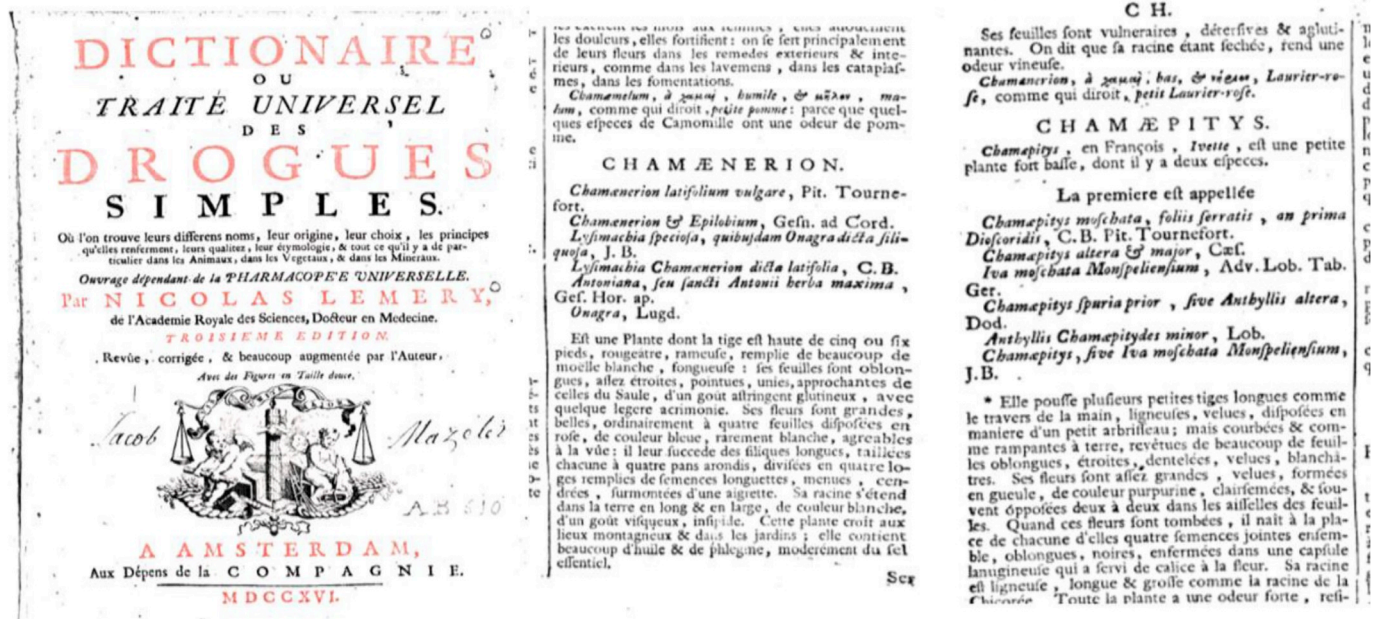 DICTIONAIRE
OU
TRAITÉ UNIVERSEL
DES
DROGUES
SIMPLES.
Où l'on trouve leurs differens noms, leur origine, leur choix, les principes
qu'elles renferment, leurs qualitez, leur étymologie, & tout ce qu'il y a de par-
ticulier dans les Animaux, dans les Vegetaux, & dans les Mineraux.
Ouvrage dépendant de la PHARMACOPE'E UNIVERSELLE.
Par NICOLAS LEMERY,
de l'Academie Royale des Sciences, Docteur en Medecine.
TROISIEME EDITION.
Revûe, corrigée, & beaucoup augmentée par l'Auteur.
Avec des Figures en Taille douce.
Jacob
A.B 510
A AMSTERDAM,
Aux Dépens de la COMPAGNIE.
MDCCXVI.
les douleurs, elles fortifient : on se sert principalement
de leurs fleurs dans les remedes exterieurs & inte-
rieurs, comme dans les lavemens, dans les cataplas-
mes, dans les fomentations.
Chamæmelum, à χαμαὶ, humile, & μῆλον, ma-
lum, comme qui diroit, petite pomme : parce que quel-
ques especes de Camomille ont une odeur de pom-
me.
CHAMÆNERION.
Chamænerion latifolium vulgare, Pit. Tourne-
fort.
Chamænerion & Epilobium, Gesn. ad Cord.
Lysimachia speciosa, quibusdam Onagra dicta sili-
quosa, J. B.
Lysimachia Chamænerion dicta latifolia, C. B.
Antoniana, seu sancti Antonii herba maxima,
Ges. Hor. ap.
Onagra, Lugd.
Est une Plante dont la tige est haute de cinq ou six
pieds, rougeatre, rameuse, remplie de beaucoup de
moelle blanche, fongueuse : ses feuilles sont oblon-
gues, assez étroites, pointues, unies, approchantes de
celles du Saule, d'un goût astringent glutineux, avec
quelque legere acrimonie. Ses fleurs sont grandes,
belles, ordinairement à quatre feuilles disposées en
rose, de couleur bleue, rarement blanche, agreables
à la vûe : il leur succede des siliques longues, taillées
chacune à quatre pans arondis, divisées en quatre lo-
ges remplies de semences longuettes, menues, cen-
drées, surmontées d'une aigrette. Sa racine s'étend
dans la terre en long & en large, de couleur blanche,
d'un goût visqueux, insipide. Cette plante croit aux
lieux montagneux & dans les jardins ; elle contient
beaucoup d'huile & de phlegme, moderément du sel
essentiel.
Ses
CH.
Ses feuilles sont vulneraires, détersives & agluti-
nantes. On dit que sa racine étant sechée, rend une
odeur vineuse.
Chamænerion, à χαμαὶ, bas, & νήριον, Laurier-ro-
se, comme qui diroit, petit Laurier-rose.
CHAMÆPITYS.
Chamæpitys, en François, Ivette, est une petite
plante fort basse, dont il y a deux especes.
La premiere est appellée
Chamæpitys moschata, foliis serratis, an prima
Dioscoridis, C. B. Pit. Tournefort.
Chamæpitys altera & major, Cæs.
Iva moschata Monspeliensium, Adv. Lob. Tab.
Ger.
Chamæpitys spuria prior, sive Anthyllis altera,
Dod.
Anthyllis Chamæpitydes minor, Lob.
Chamæpitys, sive Iva moschata Monspeliensium,
J. B.
* Elle pousse plusieurs petites tiges longues comme
le travers de la main, ligneuses, velues, disposées en
maniere d'un petit arbrisseau ; mais courbées & com-
me rampantes à terre, revêtues de beaucoup de feuil-
les oblongues, étroites, dentelées, velues, blanchâ-
tres. Ses fleurs sont assez grandes, velues, formées
en gueule, de couleur purpurine, clairsemées, & sou-
vent opposées deux à deux dans les aisselles des feuil-
les. Quand ces fleurs sont tombées, il naît à la pla-
ce de chacune d'elles quatre semences jointes ensem-
ble, oblongues, noires, enfermées dans une capsule
lanugineuse qui a servi de calice à la fleur. Sa racine
est ligneuse, longue & grosse comme la racine de la
Chicorée. Toute la plante a une odeur forte, resi-